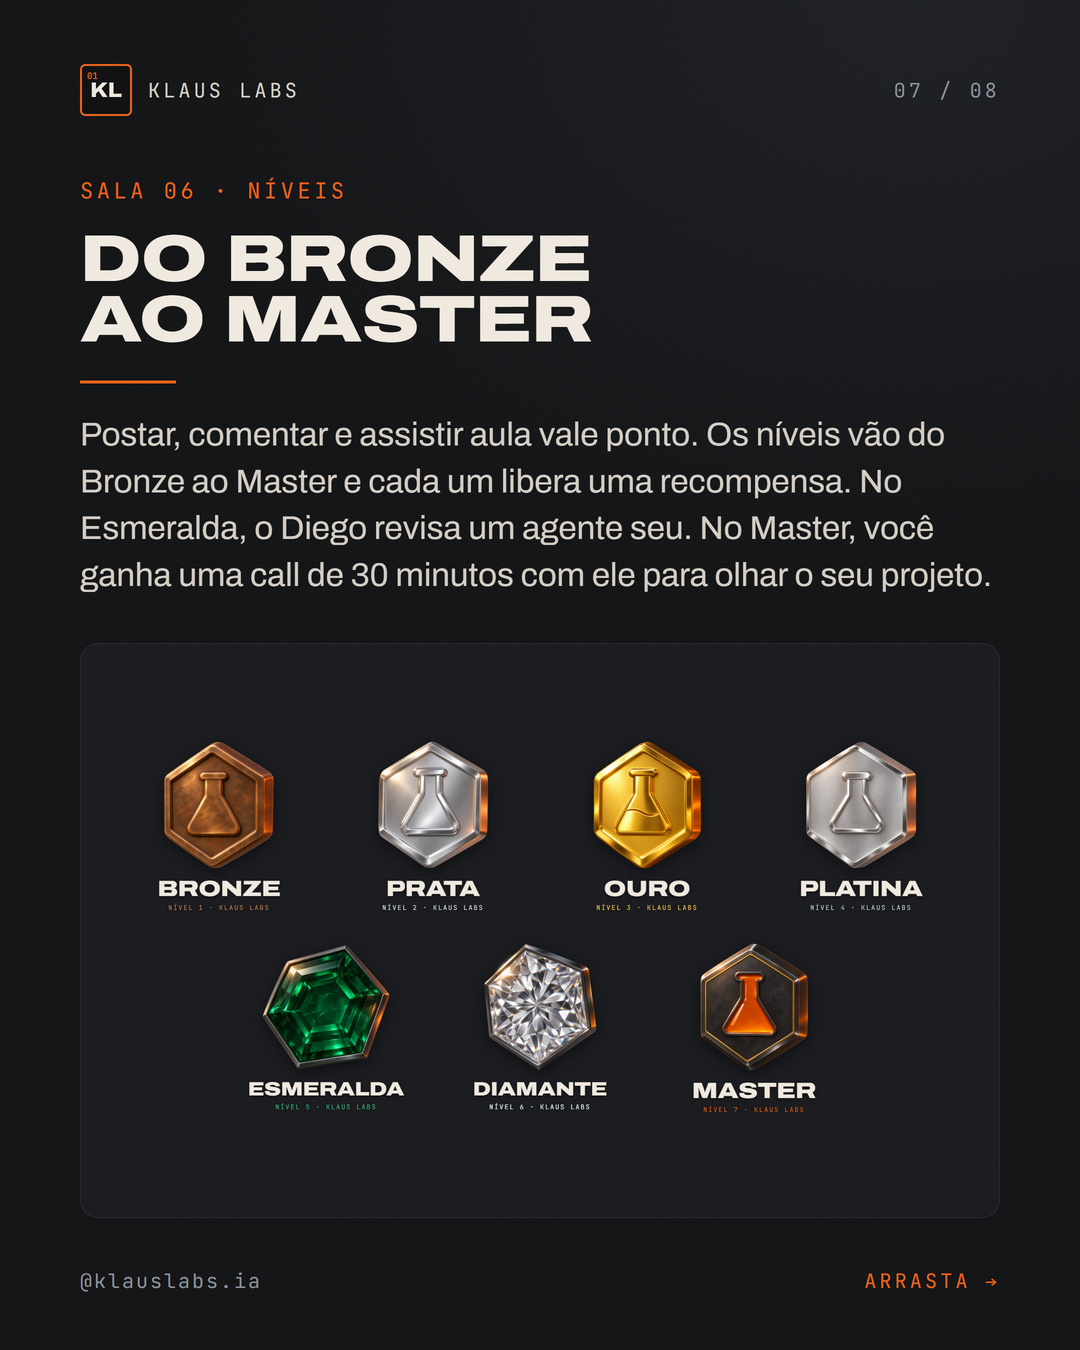 01
KL
KLAUS LABS
07 / 08
SALA 06 · NÍVEIS
DO BRONZE
AO MASTER
Postar, comentar e assistir aula vale ponto. Os níveis vão do
Bronze ao Master e cada um libera uma recompensa. No
Esmeralda, o Diego revisa um agente seu. No Master, você
ganha uma call de 30 minutos com ele para olhar o seu projeto.
BRONZE
NÍVEL 1 · KLAUS LABS
PRATA
NÍVEL 2 · KLAUS LABS
OURO
NÍVEL 3 · KLAUS LABS
PLATINA
NÍVEL 4 · KLAUS LABS
ESMERALDA
NÍVEL 5 · KLAUS LABS
DIAMANTE
NÍVEL 6 · KLAUS LABS
MASTER
NÍVEL 7 · KLAUS LABS
@klauslabs.ia
ARRASTA →